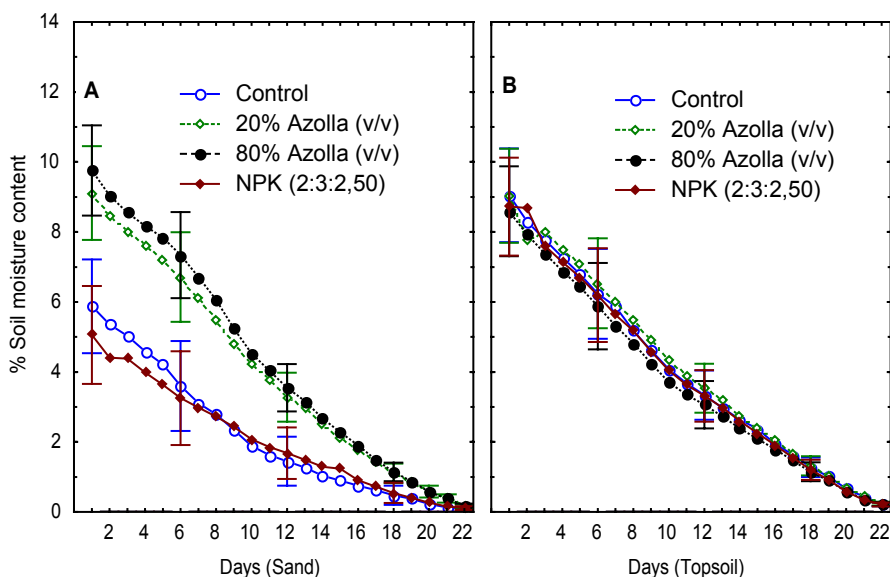 % Soil moisture content
14
12
10
8
6
4
2
0
A
Control
20% Azolla (v/v)
80% Azolla (v/v)
NPK (2:3:2,50)
2 4 6 8 10 12 14 16 18 20 22
Days (Sand)
B
Control
20% Azolla (v/v)
80% Azolla (v/v)
NPK (2:3:2,50)
2 4 6 8 10 12 14 16 18 20 22
Days (Topsoil)